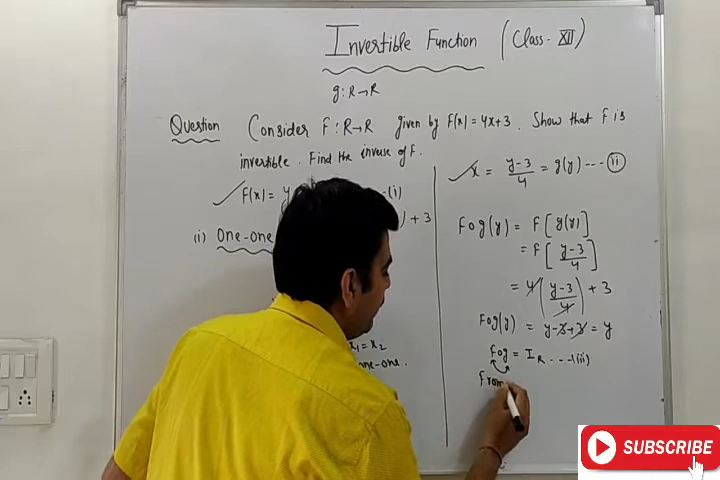 Invertible Function (Class-XII)
g: R→R
Question Consider F: R→R given by F(x) = 4x+3. Show that F is
invertible. Find the inverse of F.
✓F(x) = y --(i)
+ 3
(i) One-one
x₁ = x₂
one-one.
✓x = (y-3)/4 = g(y) --- (ii)
Fog(y) = F[g(y)]
= F[(y-3)/4]
= 4((y-3)/4) + 3
Fog(y) = y-3+3 = y
Fog = I_R ---(iii)
From
SUBSCRIBE